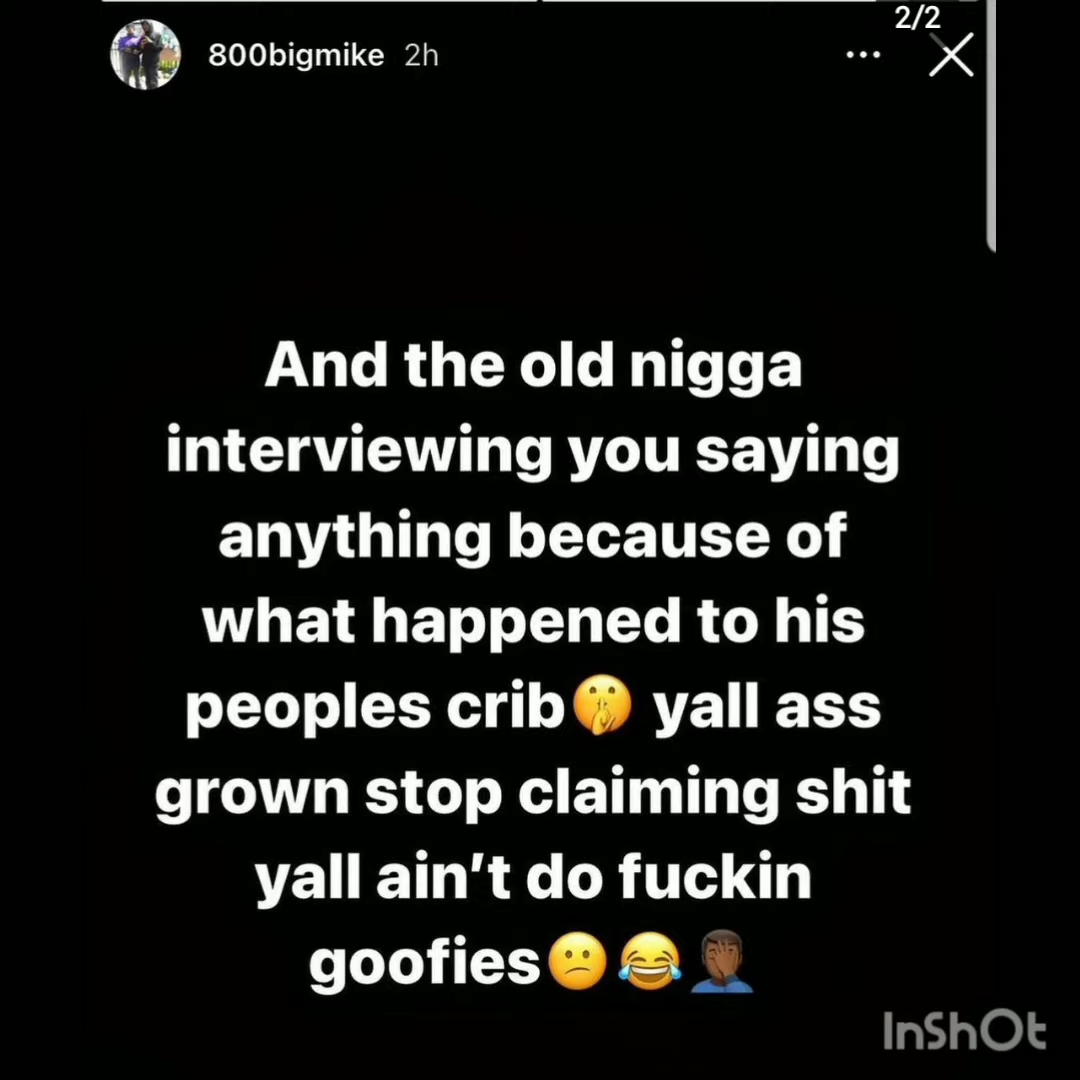 2/2
800bigmike 2h
And the old nigga
interviewing you saying
anything because of
what happened to his
peoples crib🤫 yall ass
grown stop claiming shit
yall ain’t do fuckin
goofies😕😂🤦🏾‍♂️
InShOt